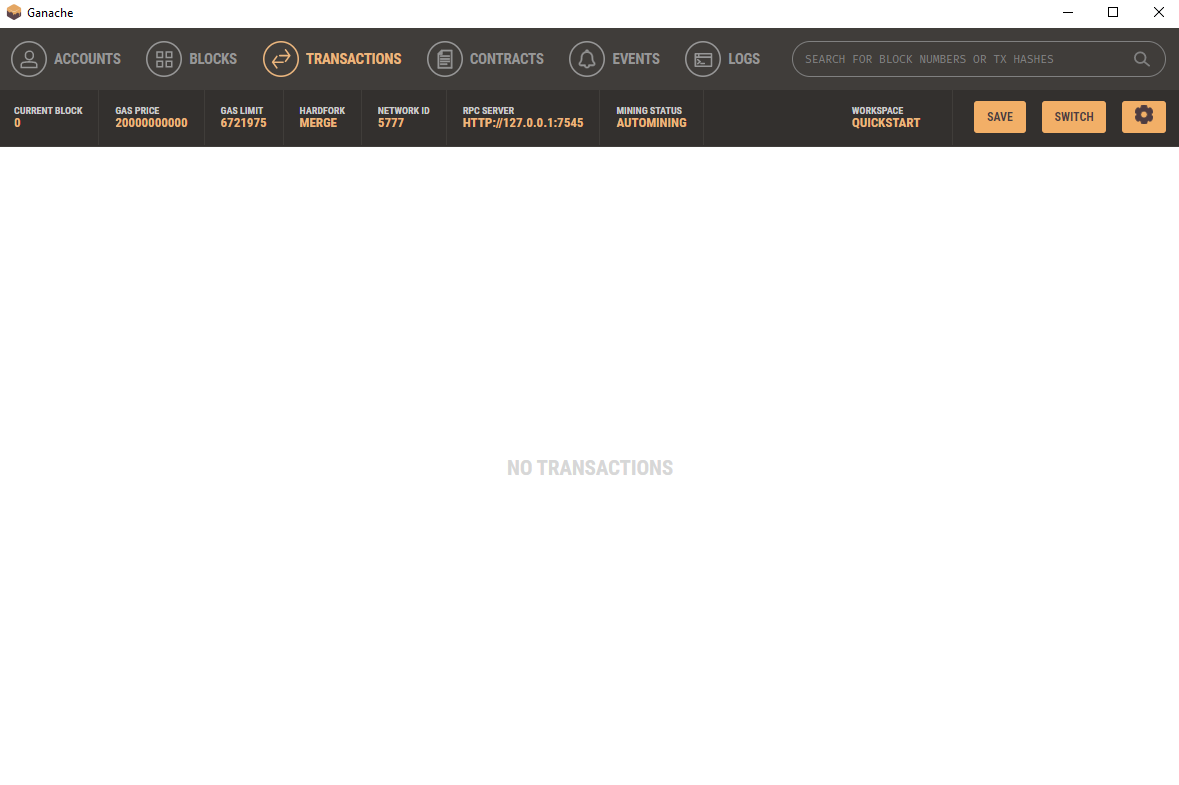 Ganache
ACCOUNTS BLOCKS TRANSACTIONS CONTRACTS EVENTS LOGS SEARCH FOR BLOCK NUMBERS OR TX HASHES
CURRENT BLOCK GAS PRICE GAS LIMIT HARDFORK NETWORK ID RPC SERVER MINING STATUS WORKSPACE
0 20000000000 6721975 MERGE 5777 HTTP://127.0.0.1:7545 AUTOMINING QUICKSTART
SAVE SWITCH
NO TRANSACTIONS